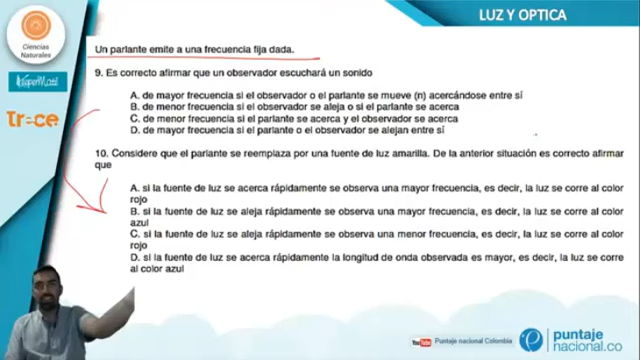 LUZ Y OPTICA
Ciencias
Naturales
Un parlante emite a una frecuencia fija dada.
9. Es correcto afirmar que un observador escuchará un sonido
A. de mayor frecuencia si el observador o el parlante se mueve (n) acercándose entre sí
B. de menor frecuencia si el observador se aleja o si el parlante se acerca
C. de menor frecuencia si el parlante se acerca y el observador se acerca
D. de mayor frecuencia si el parlante o el observador se alejan entre sí
10. Considere que el parlante se reemplaza por una fuente de luz amarilla. De la anterior situación es correcto afirmar
que
A. si la fuente de luz se acerca rápidamente se observa una mayor frecuencia, es decir, la luz se corre al color
rojo
B. si la fuente de luz se aleja rápidamente se observa una mayor frecuencia, es decir, la luz se corre al color
azul
C. si la fuente de luz se aleja rápidamente se observa una menor frecuencia, es decir, la luz se corre al color
rojo
D. si la fuente de luz se acerca rápidamente la longitud de onda observada es mayor, es decir, la luz se corre
al color azul
You Tube Puntaje nacional Colombia
puntaje
nacional.co